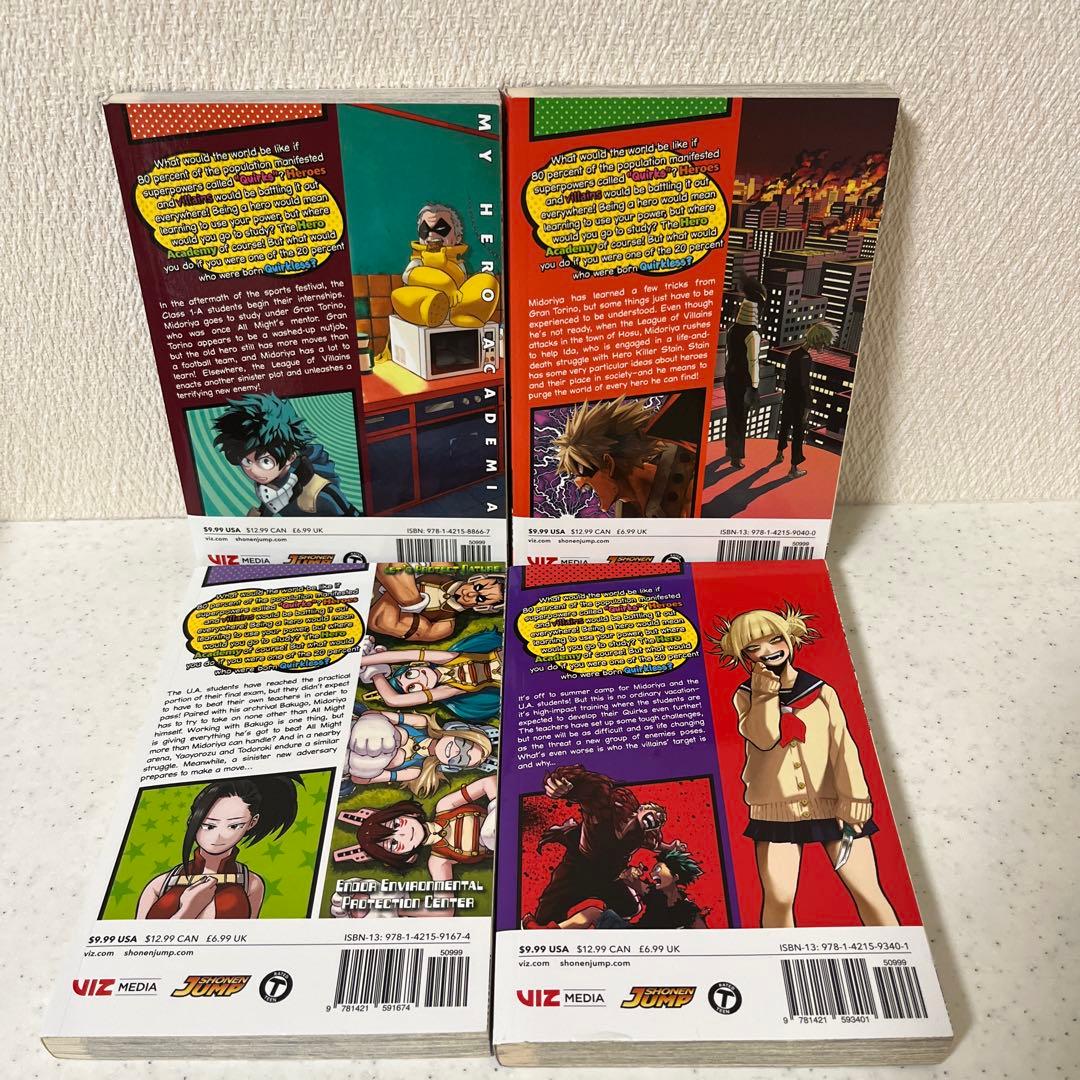 What would the world be like if
80 percent of the population manifested
superpowers called "Quirks"? Heroes
and villains would be battling it out
everywhere! Being a hero would mean
learning to use your power, but where
would you go to study? The Hero
Academy of course! But what would
you do if you were one of the 20 percent
who were born Quirkless?
In the aftermath of the sports festival, the
Class 1-A students begin their internships.
Midoriya goes to study under Gran Torino,
who was once All Might's mentor. Gran
Torino appears to be a washed-up nutjob,
but the old hero still has more moves than
a football team, and Midoriya has a lot to
learn! Elsewhere, the League of Villains
enacts another sinister plot and unleashes a
terrifying new enemy!
MY HERO ACADEMIA
$9.99 USA $12.99 CAN £6.99 UK
ISBN: 978-1-4215-8866-7
viz.com shonenjump.com
50999
VIZ MEDIA
SHONEN JUMP
T
What would the world be like if
80 percent of the population manifested
superpowers called "Quirks"? Heroes
and villains would be battling it out
everywhere! Being a hero would mean
learning to use your power, but where
would you go to study? The Hero
Academy of course! But what would
you do if you were one of the 20 percent
who were born Quirkless?
Midoriya has learned a few tricks from
Gran Torino, but some things just have to be
experienced to be understood. Even though
he's not ready, when the League of Villains
attacks in the town of Hosu, Midoriya rushes
to help Ida, who is engaged in a life-and-
death struggle with Hero Killer Stain. Stain
has some very particular ideas about heroes
and their place in society—and he means to
purge the world of every hero he can find!
$9.99 USA $12.99 CAN £6.99 UK
ISBN-13: 978-1-4215-9040-0
viz.com shonenjump.com
50999
VIZ MEDIA
SHONEN JUMP
T
What would the world be like if
80 percent of the population manifested
superpowers called "Quirks"? Heroes
and villains would be battling it out
everywhere! Being a hero would mean
learning to use your power, but where
would you go to study? The Hero
Academy of course! But what would
you do if you were one of the 20 percent
who were born Quirkless?
The U.A. students have reached the practical
portion of their final exam, but they didn't expect
to have to beat their own teachers in order to
pass! Paired with his archrival Bakugo, Midoriya
has to try to take on none other than All Might
himself. Working with Bakugo is one thing, but
is giving everything he's got to beat All Might
more than Midoriya can handle? And in a nearby
arena, Yaoyorozu and Todoroki endure a similar
struggle. Meanwhile, a sinister new adversary
prepares to make a move...
Let's Protect Nature
Endor Environmental
Protection Center
$9.99 USA $12.99 CAN £6.99 UK
ISBN-13: 978-1-4215-9167-4
viz.com shonenjump.com
50999
VIZ MEDIA
SHONEN JUMP
RATED T TEEN
9 781421 591674
What would the world be like if
80 percent of the population manifested
superpowers called "Quirks"? Heroes
and villains would be battling it out
everywhere! Being a hero would mean
learning to use your power, but where
would you go to study? The Hero
Academy of course! But what would
you do if you were one of the 20 percent
who were born Quirkless?
It's off to summer camp for Midoriya and the
U.A. students! But this is no ordinary vacation—
it's high-impact training where the students are
expected to develop their Quirks even further!
The teachers have set up some tough challenges,
but none will be as difficult and as life changing
as the threat a new group of enemies poses.
What's even worse is who the villains' target is
and why...
$9.99 USA $12.99 CAN £6.99 UK
ISBN-13: 978-1-4215-9340-1
viz.com shonenjump.com
50999
VIZ MEDIA
SHONEN JUMP
RATED T TEEN
9 781421 593401